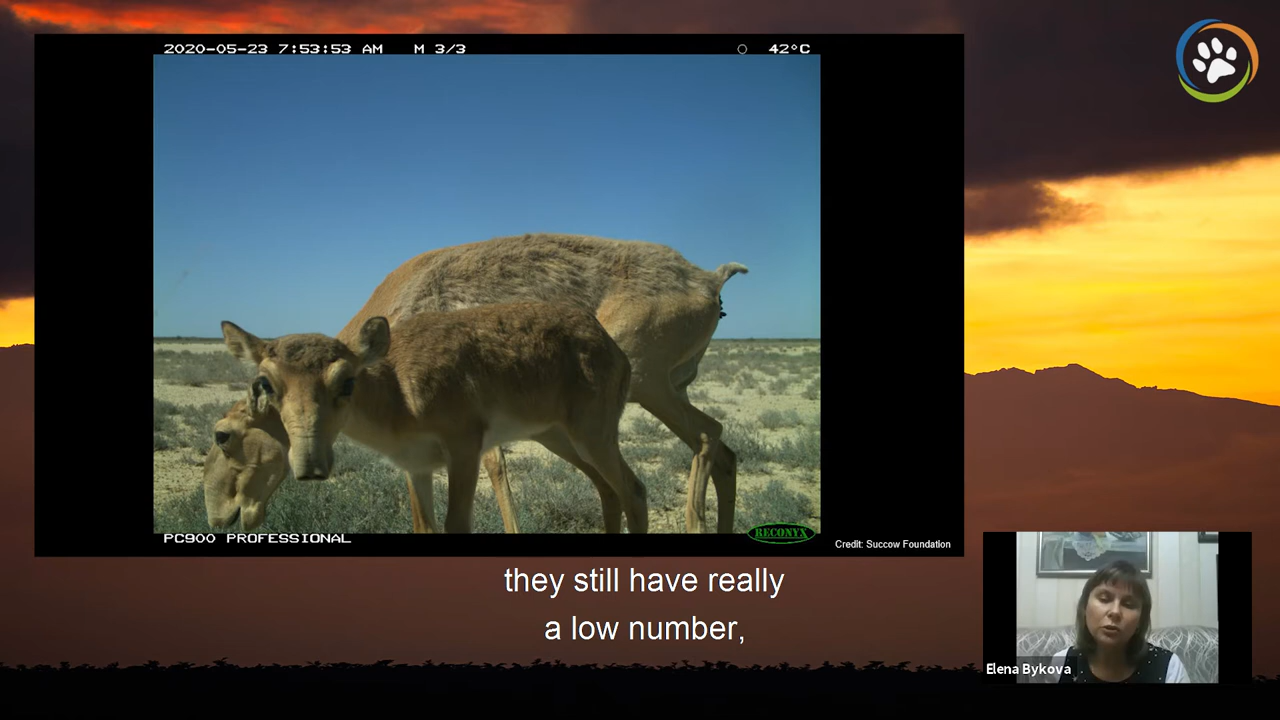 2020-05-23 7:53:53 AM M 3/3 42°C
PC900 PROFESSIONAL
RECONYX
Credit: Succow Foundation
they still have really
a low number,
Elena Bykova